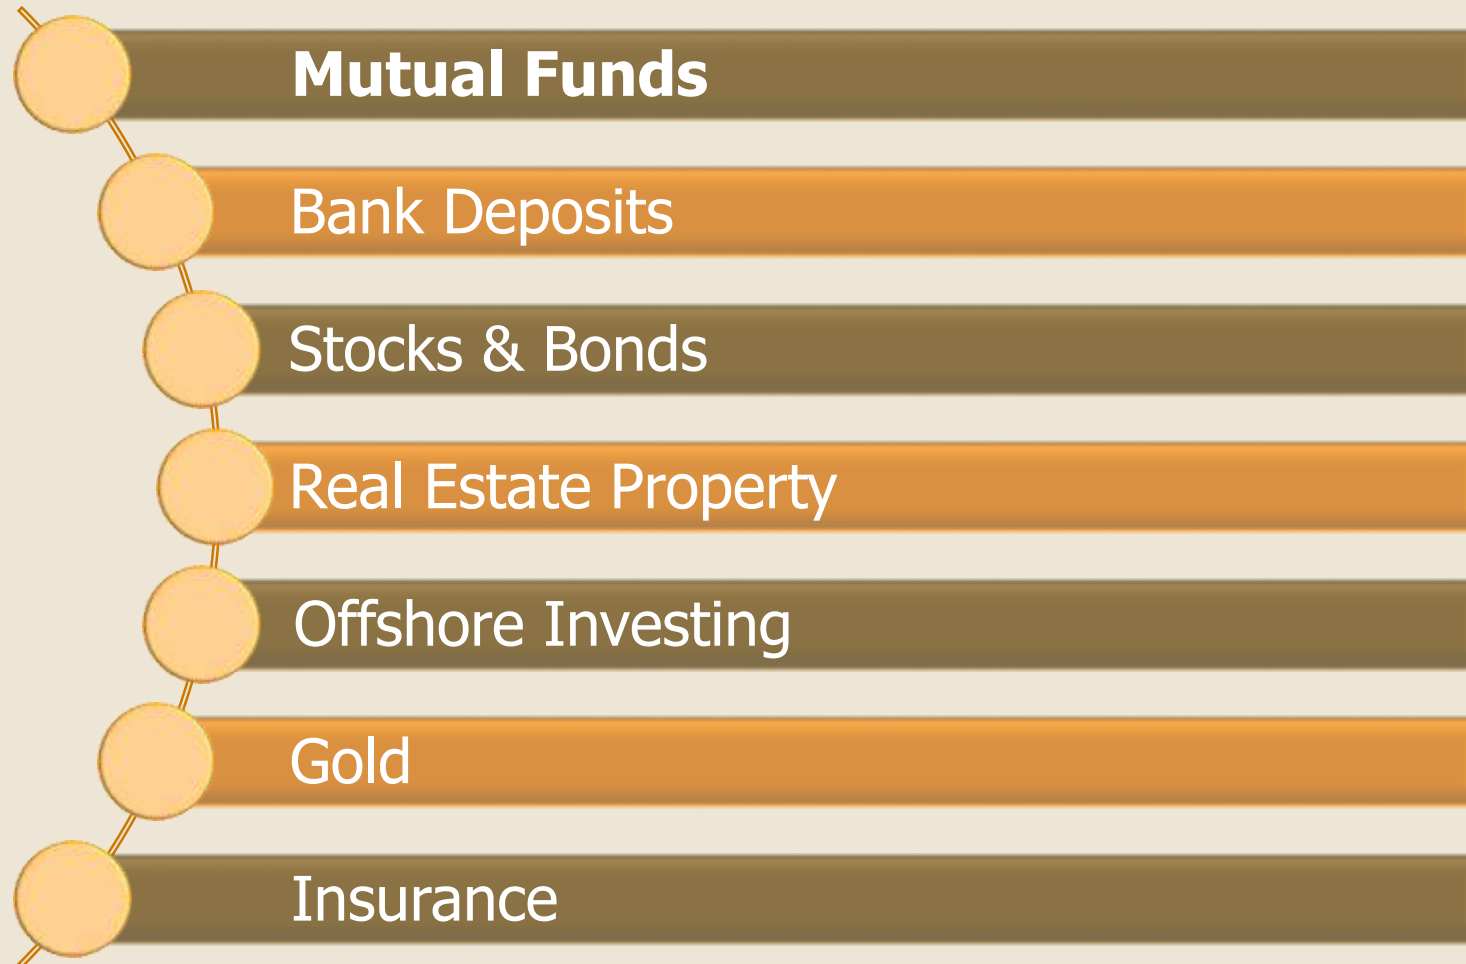 Mutual Funds
Bank Deposits
Stocks & Bonds
Real Estate Property
Offshore Investing
Gold
Insurance